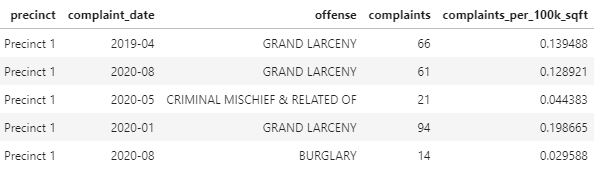 precinct complaint_date offense complaints complaints_per_100k_sqft
Precinct 1 2019-04 GRAND LARCENY 66 0.139488
Precinct 1 2020-08 GRAND LARCENY 61 0.128921
Precinct 1 2020-05 CRIMINAL MISCHIEF & RELATED OF 21 0.044383
Precinct 1 2020-01 GRAND LARCENY 94 0.198665
Precinct 1 2020-08 BURGLARY 14 0.029588